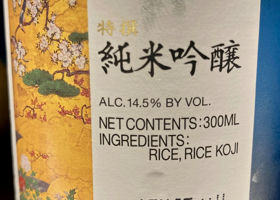 特撰
純米吟醸
ALC.14.5% BY VOL.
NET CONTENTS:300ML
INGREDIENTS:
RICE, RICE KOJI